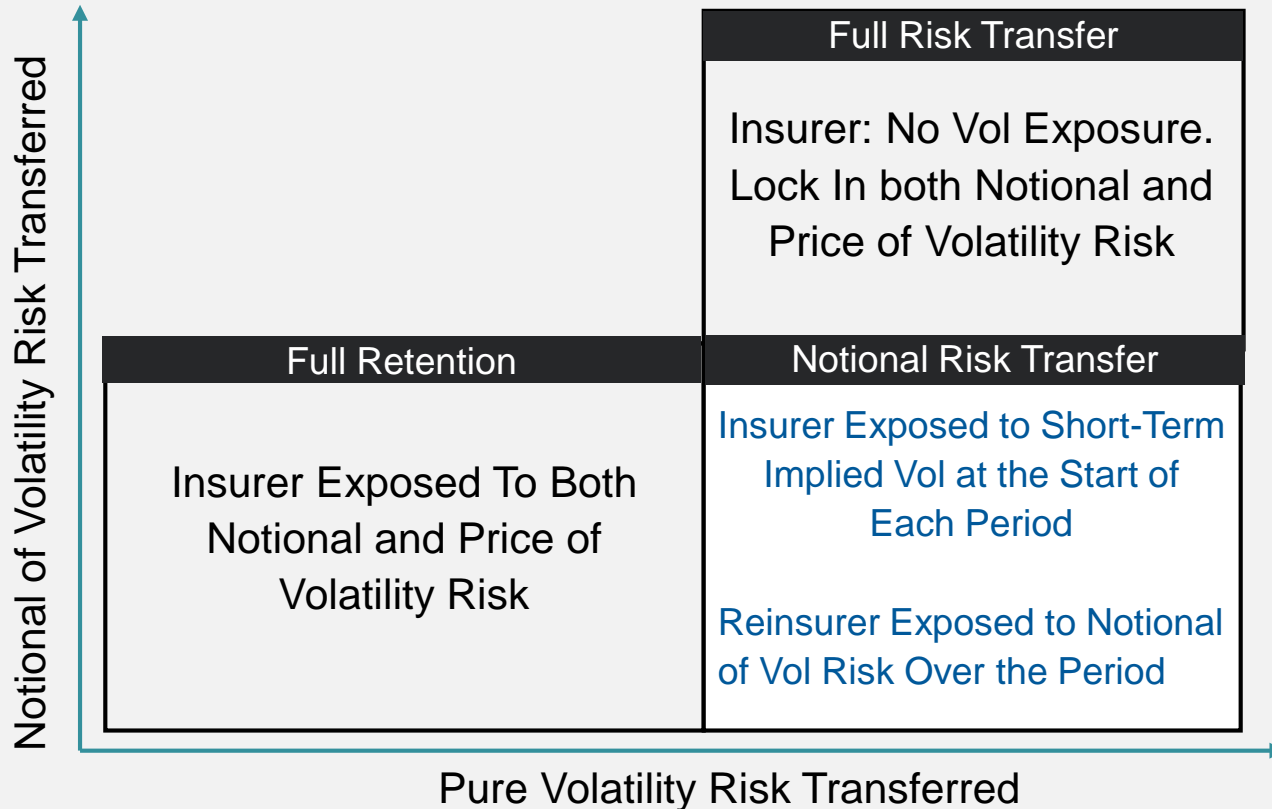 Notional of Volatility Risk Transferred
Full Risk Transfer
Insurer: No Vol Exposure.
Lock In both Notional and
Price of Volatility Risk
Full Retention
Insurer Exposed To Both
Notional and Price of
Volatility Risk
Notional Risk Transfer
Insurer Exposed to Short-Term
Implied Vol at the Start of
Each Period
Reinsurer Exposed to Notional
of Vol Risk Over the Period
Pure Volatility Risk Transferred